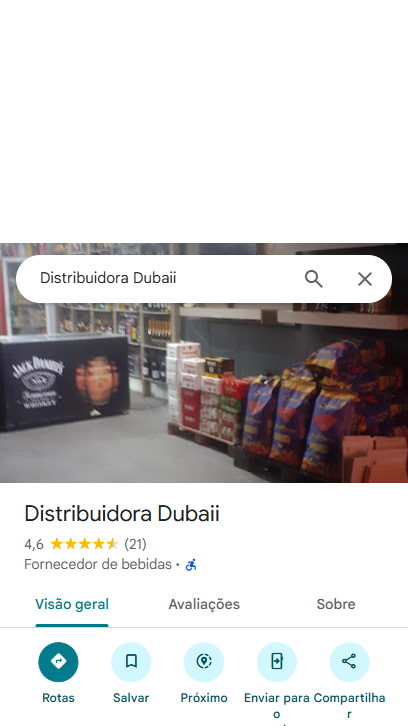 Distribuidora Dubaii
JACK DANIEL'S
TENNESSEE
WHISKEY
Distribuidora Dubaii
4,6 (21)
Fornecedor de bebidas ·
Visão geral Avaliações Sobre
Rotas Salvar Próximo Enviar para o Compartilhar